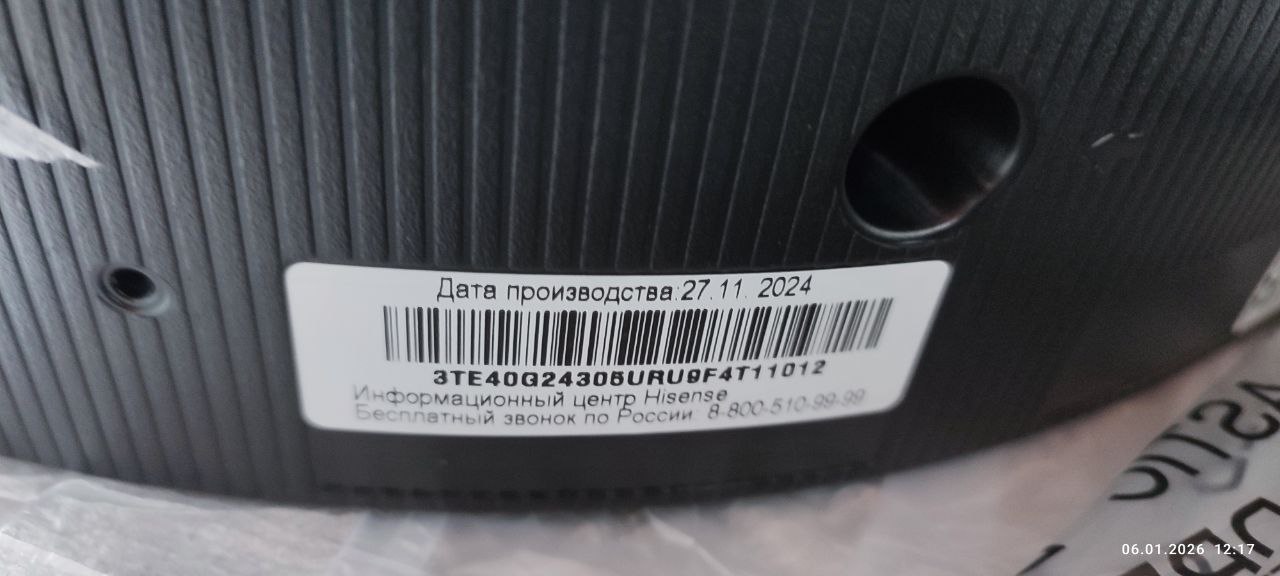 Дата производства:27.11. 2024
3TE40G24305URU9F4T11012
Информационный центр Hisense
Бесплатный звонок по России: 8-800-510-99-99
06.01.2026 12:17